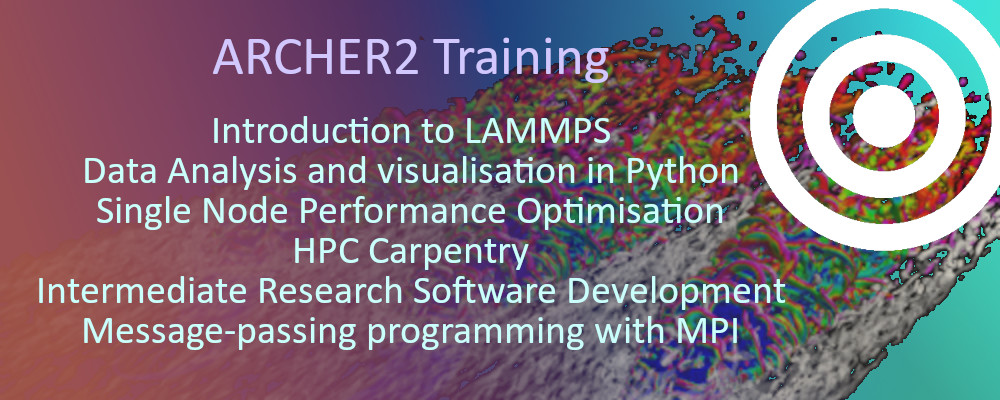 ARCHER2 Training
Introduction to LAMMPS
Data Analysis and visualisation in Python
Single Node Performance Optimisation
HPC Carpentry
Intermediate Research Software Development
Message-passing programming with MPI